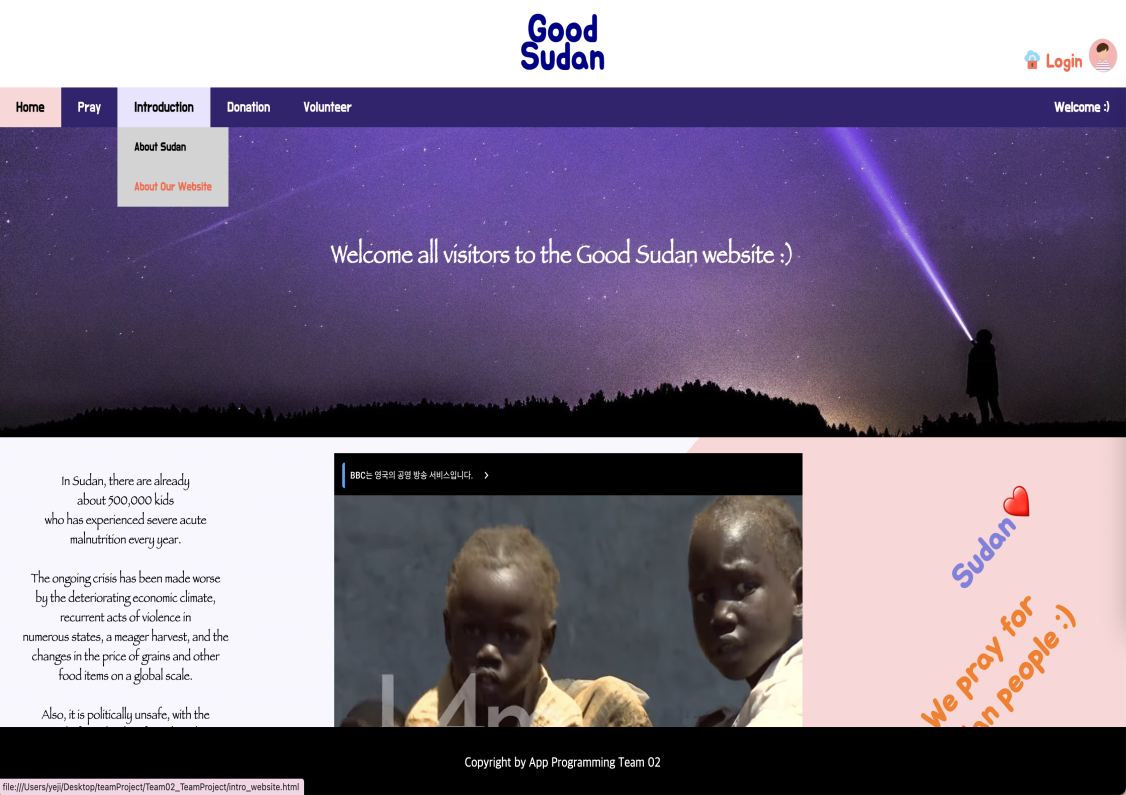 Good
Sudan
Login
Home Pray Introduction Donation Volunteer Welcome :)
About Sudan
About Our Website
Welcome all visitors to the Good Sudan website :)
In Sudan, there are already
about 500,000 kids
who has experienced severe acute
malnutrition every year.
The ongoing crisis has been made worse
by the deteriorating economic climate,
recurrent acts of violence in
numerous states, a meager harvest, and the
changes in the price of grains and other
food items on a global scale.
Also, it is politically unsafe, with the
BBC는 영국의 공영 방송 서비스입니다.
Sudan
We pray for
people :)
Copyright by App Programming Team 02
file:///Users/yeji/Desktop/teamProject/Team02_TeamProject/intro_website.html